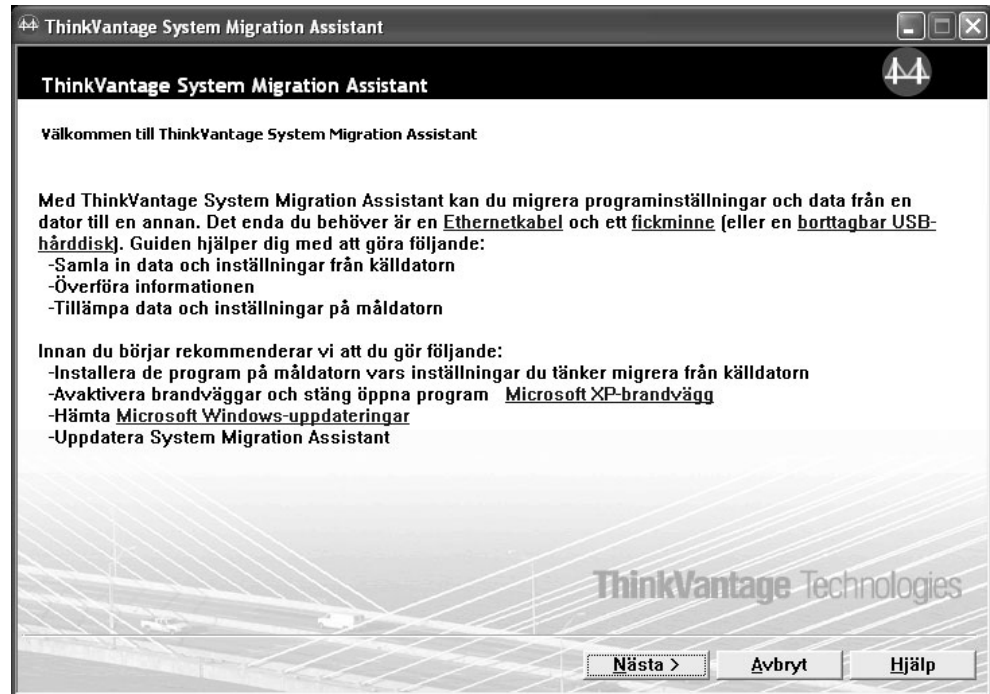 ThinkVantage System Migration Assistant
ThinkVantage System Migration Assistant
Välkommen till ThinkVantage System Migration Assistant
Med ThinkVantage System Migration Assistant kan du migrera programinställningar och data från en
dator till en annan. Det enda du behöver är en Ethernetkabel och ett fickminne (eller en borttagbar USB-
hårddisk). Guiden hjälper dig med att göra följande:
-Samla in data och inställningar från källdatorn
-Överföra informationen
-Tillämpa data och inställningar på måldatorn
Innan du börjar rekommenderar vi att du gör följande:
-Installera de program på måldatorn vars inställningar du tänker migrera från källdatorn
-Avaktivera brandväggar och stäng öppna program Microsoft XP-brandvägg
-Hämta Microsoft Windows-uppdateringar
-Uppdatera System Migration Assistant
ThinkVantage Technologies
Nästa > Avbryt Hjälp